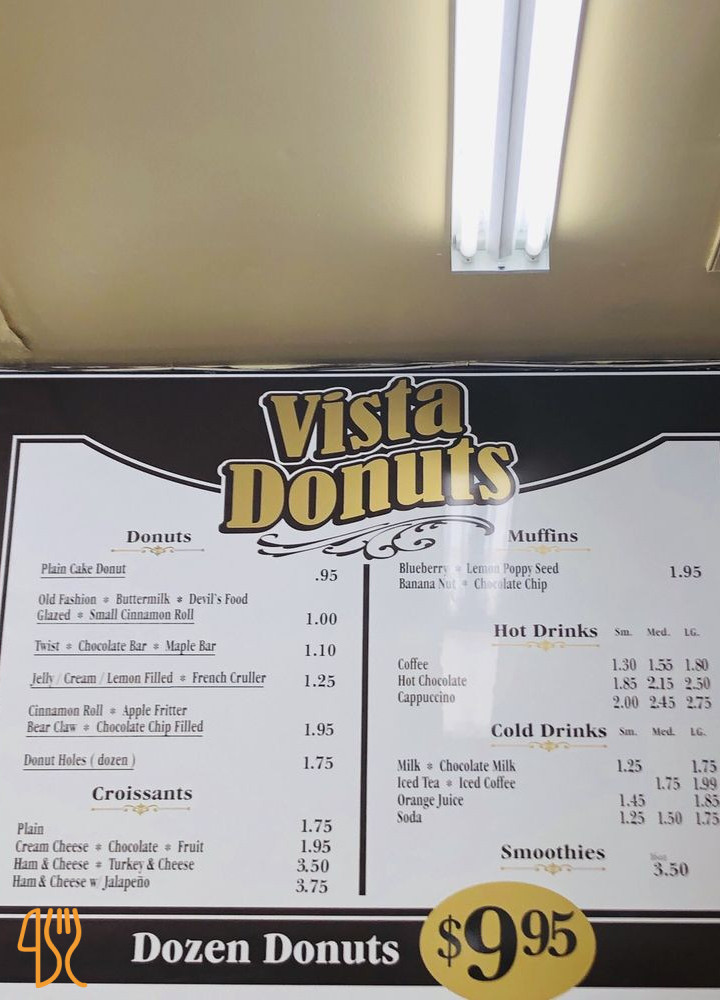 Vista
Donuts
Donuts
Plain Cake Donut .95
Old Fashion * Buttermilk * Devil's Food
Glazed * Small Cinnamon Roll 1.00
Twist * Chocolate Bar * Maple Bar 1.10
Jelly / Cream / Lemon Filled * French Cruller 1.25
Cinnamon Roll * Apple Fritter
Bear Claw * Chocolate Chip Filled 1.95
Donut Holes ( dozen ) 1.75
Croissants
Plain 1.75
Cream Cheese * Chocolate * Fruit 1.95
Ham & Cheese * Turkey & Cheese 3.50
Ham & Cheese w/ Jalapeño 3.75
Muffins
Blueberry * Lemon Poppy Seed 1.95
Banana Nut * Chocolate Chip
Hot Drinks Sm. Med. LG.
Coffee 1.30 1.55 1.80
Hot Chocolate 1.85 2.15 2.50
Cappuccino 2.00 2.45 2.75
Cold Drinks Sm. Med. LG.
Milk * Chocolate Milk 1.25 1.75
Iced Tea * Iced Coffee 1.75 1.99
Orange Juice 1.45 1.85
Soda 1.25 1.50 1.75
Smoothies
3.50
Dozen Donuts $9.95